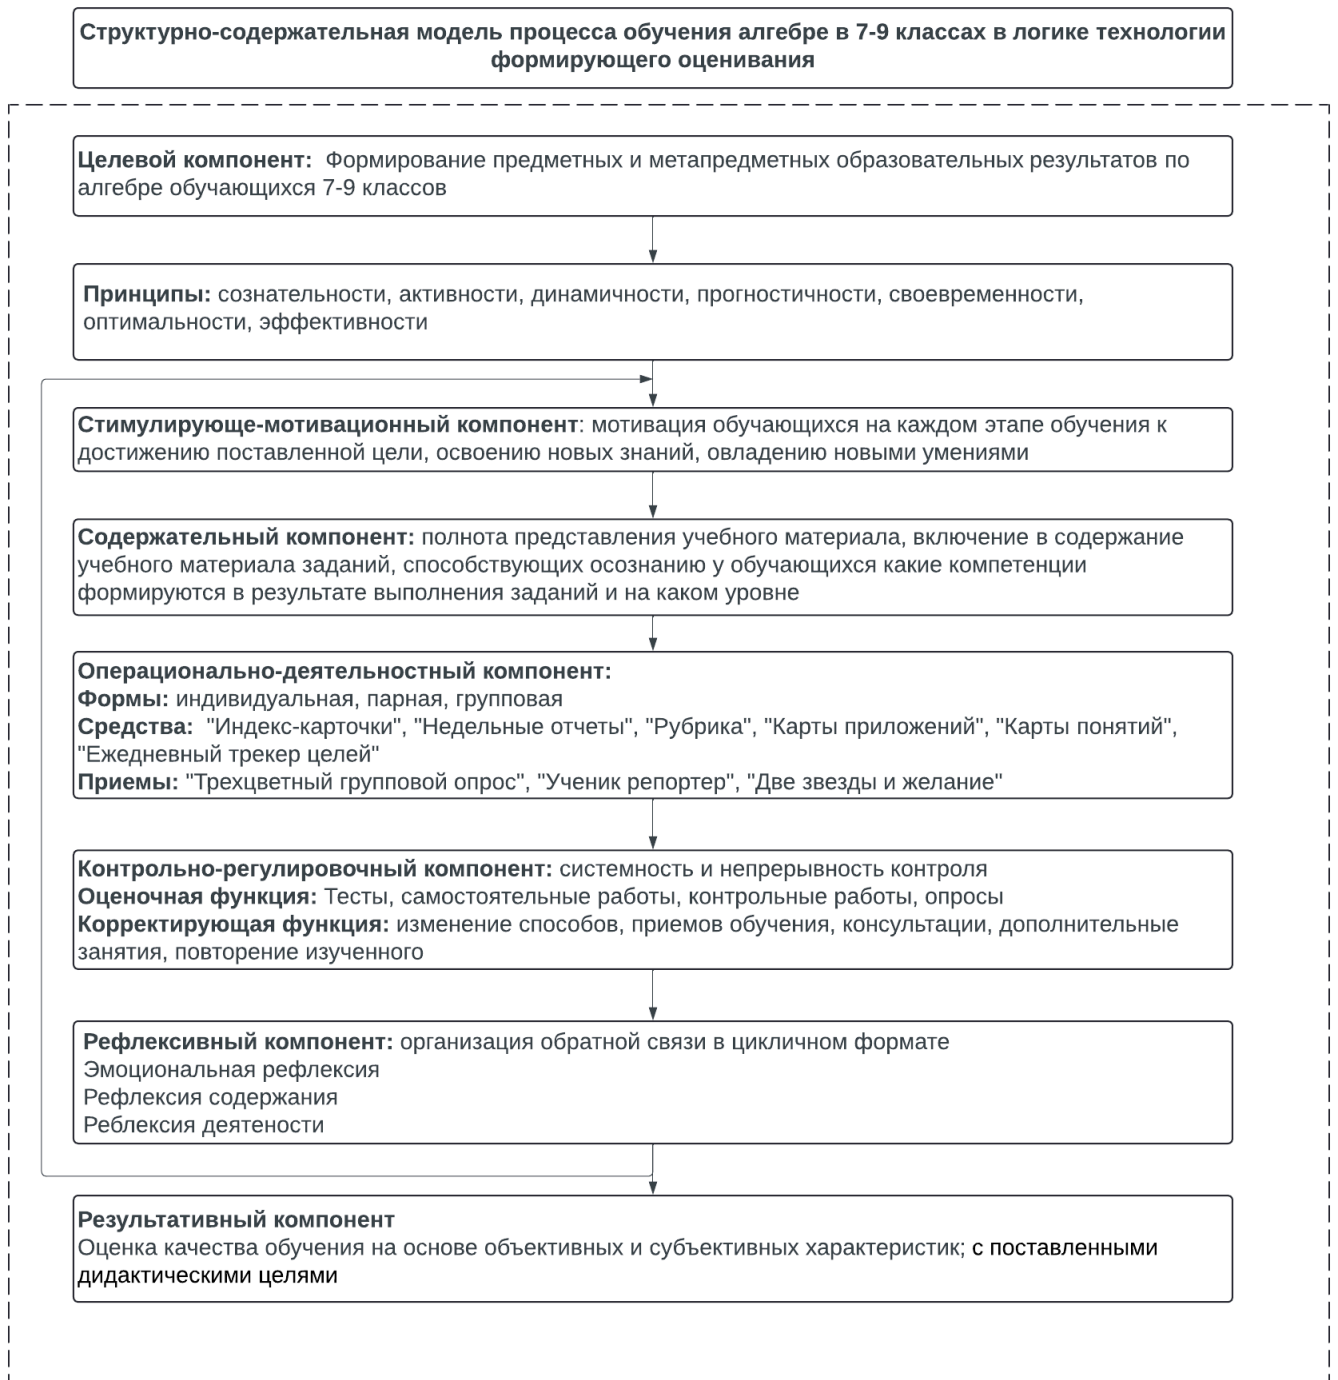 Структурно-содержательная модель процесса обучения алгебре в 7-9 классах в логике технологии
формирующего оценивания
Целевой компонент: Формирование предметных и метапредметных образовательных результатов по
алгебре обучающихся 7-9 классов
Принципы: сознательности, активности, динамичности, прогностичности, своевременности,
оптимальности, эффективности
Стимулирующе-мотивационный компонент: мотивация обучающихся на каждом этапе обучения к
достижению поставленной цели, освоению новых знаний, овладению новыми умениями
Содержательный компонент: полнота представления учебного материала, включение в содержание
учебного материала заданий, способствующих осознанию у обучающихся какие компетенции
формируются в результате выполнения заданий и на каком уровне
Операционально-деятельностный компонент:
Формы: индивидуальная, парная, групповая
Средства: "Индекс-карточки", "Недельные отчеты", "Рубрика", "Карты приложений", "Карты понятий",
"Ежедневный трекер целей"
Приемы: "Трехцветный групповой опрос", "Ученик репортер", "Две звезды и желание"
Контрольно-регулировочный компонент: системность и непрерывность контроля
Оценочная функция: Тесты, самостоятельные работы, контрольные работы, опросы
Корректирующая функция: изменение способов, приемов обучения, консультации, дополнительные
занятия, повторение изученного
Рефлексивный компонент: организация обратной связи в цикличном формате
Эмоциональная рефлексия
Рефлексия содержания
Реблексия деятености
Результативный компонент
Оценка качества обучения на основе объективных и субъективных характеристик; с поставленными
дидактическими целями